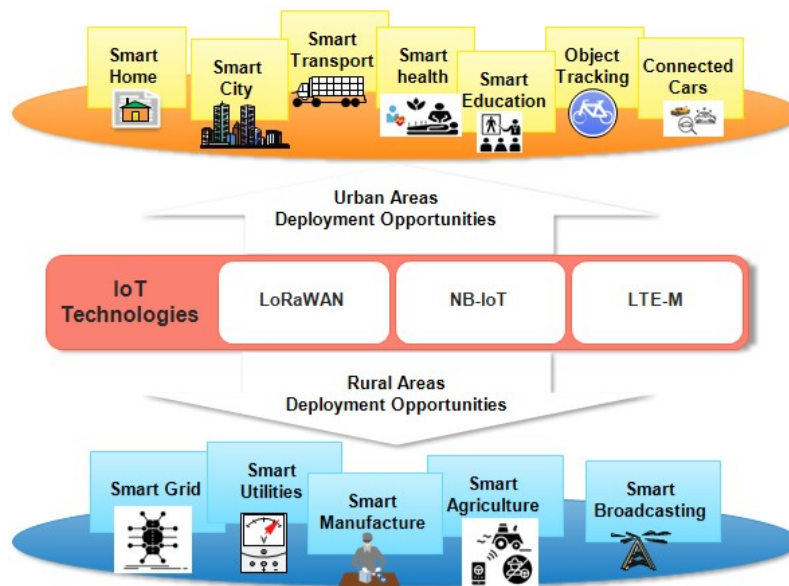 Smart
Home
Smart
City
Smart
Transport
Smart
health
Smart
Education
Object
Tracking
Connected
Cars
Urban Areas
Deployment Opportunities
IoT
Technologies
LoRaWAN
NB-IoT
LTE-M
Rural Areas
Deployment Opportunities
Smart Grid
Smart
Utilities
V
Smart
Manufacture
Smart
Agriculture
Smart
Broadcasting